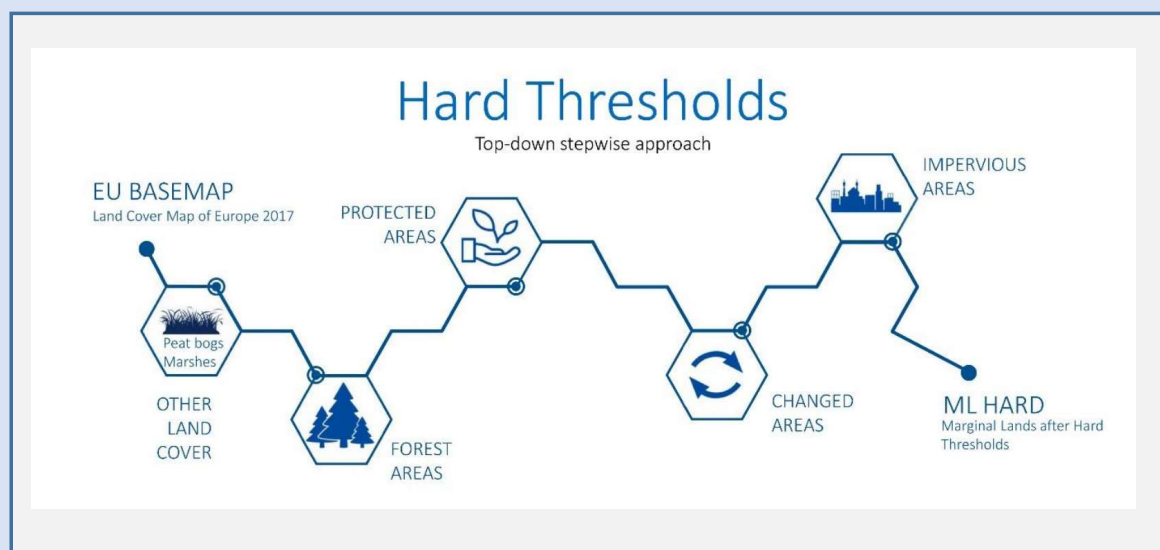 Hard Thresholds
Top-down stepwise approach
EU BASEMAP
Land Cover Map of Europe 2017
Peat bogs
Marshes
OTHER
LAND
COVER
FOREST
AREAS
PROTECTED
AREAS
CHANGED
AREAS
IMPERVIOUS
AREAS
ML HARD
Marginal Lands after Hard
Thresholds